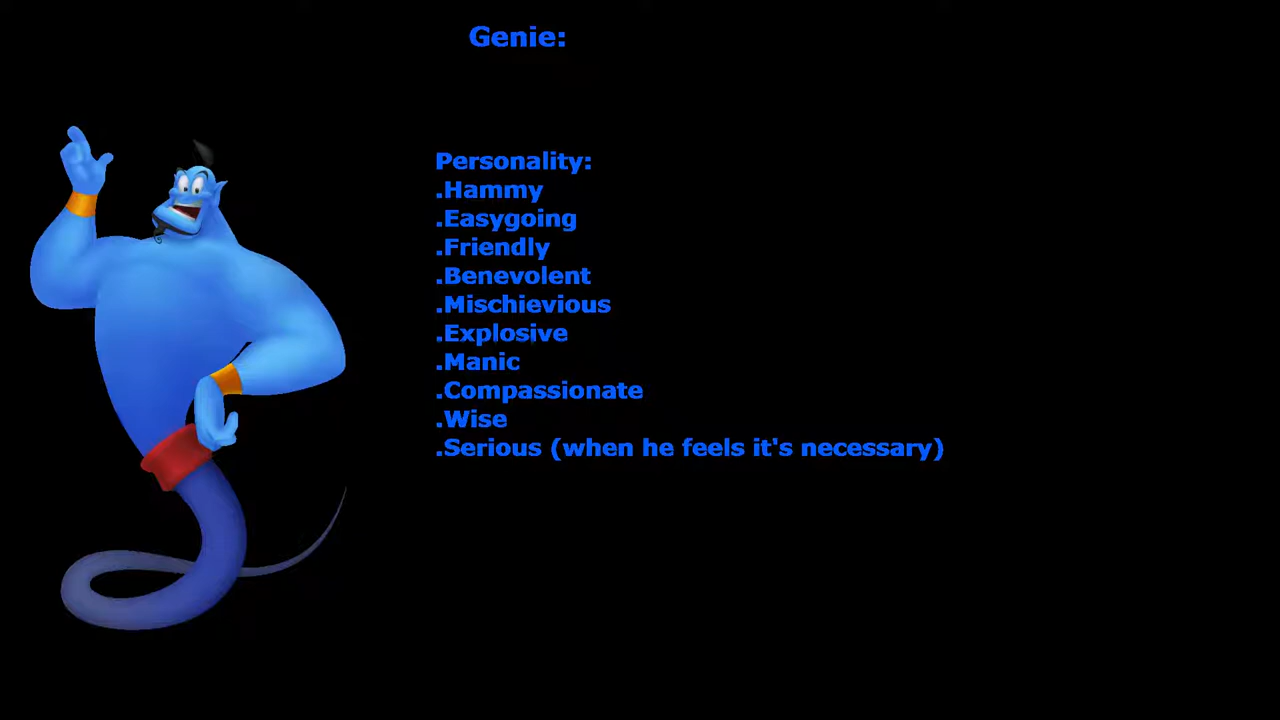 Genie:
Personality:
.Hammy
.Easygoing
.Friendly
.Benevolent
.Mischievious
.Explosive
.Manic
.Compassionate
.Wise
.Serious (when he feels it's necessary)